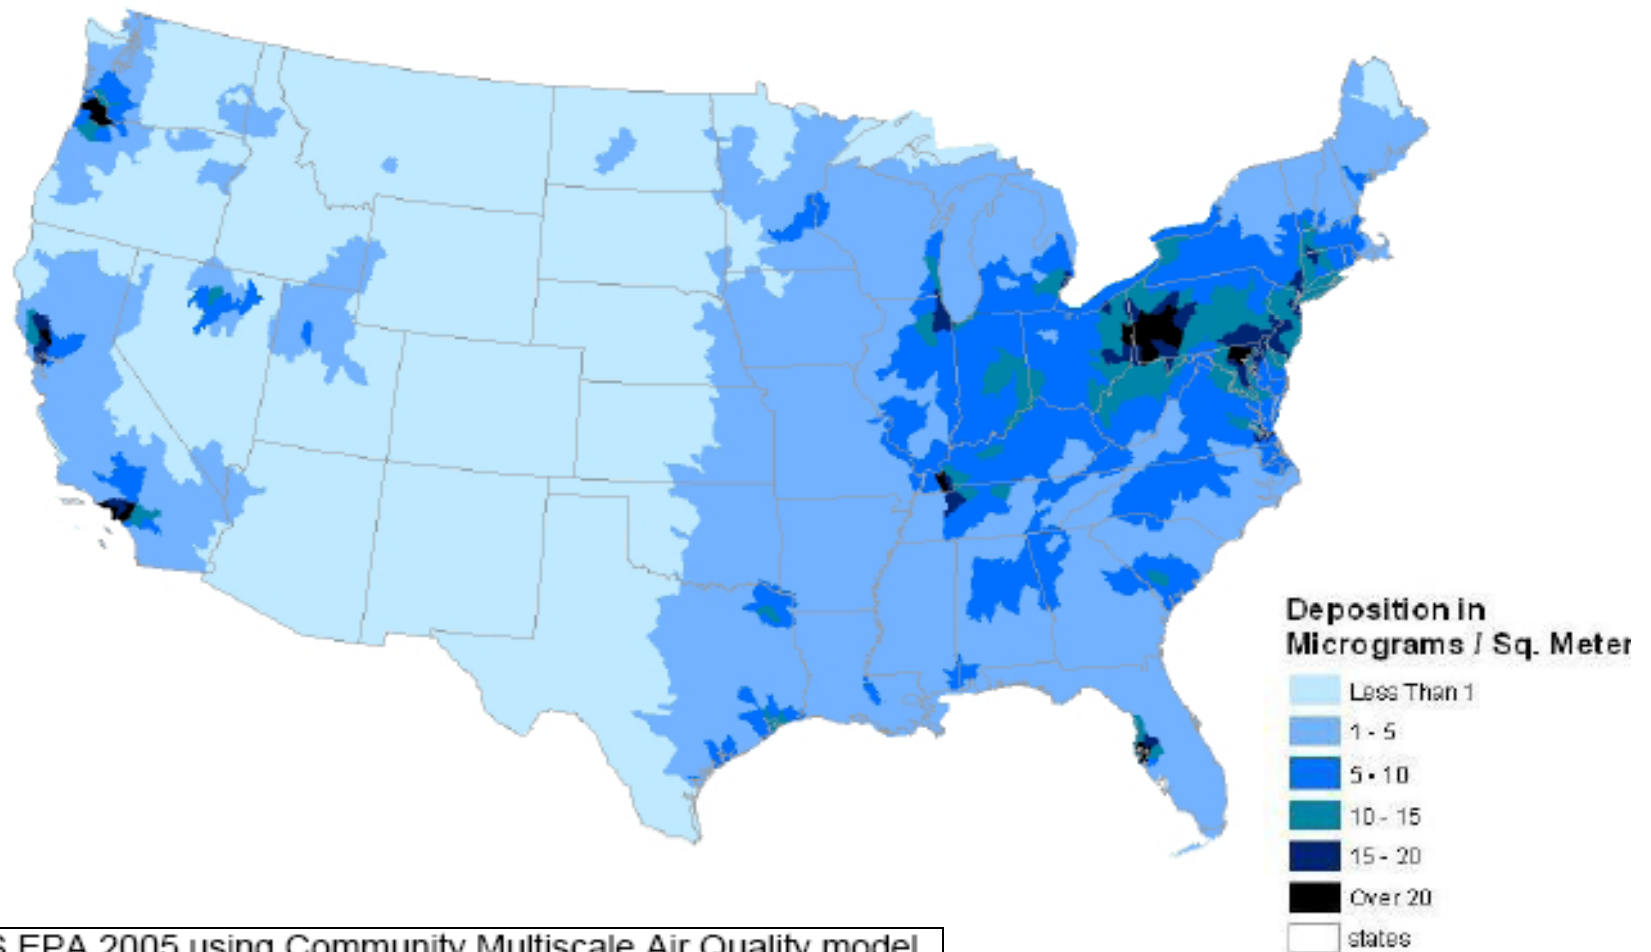 Deposition in
Micrograms / Sq. Meter
Less Than 1
1 - 5
5 - 10
10 - 15
15 - 20
Over 20
states
EPA 2005 using Community Multiscale Air Quality model